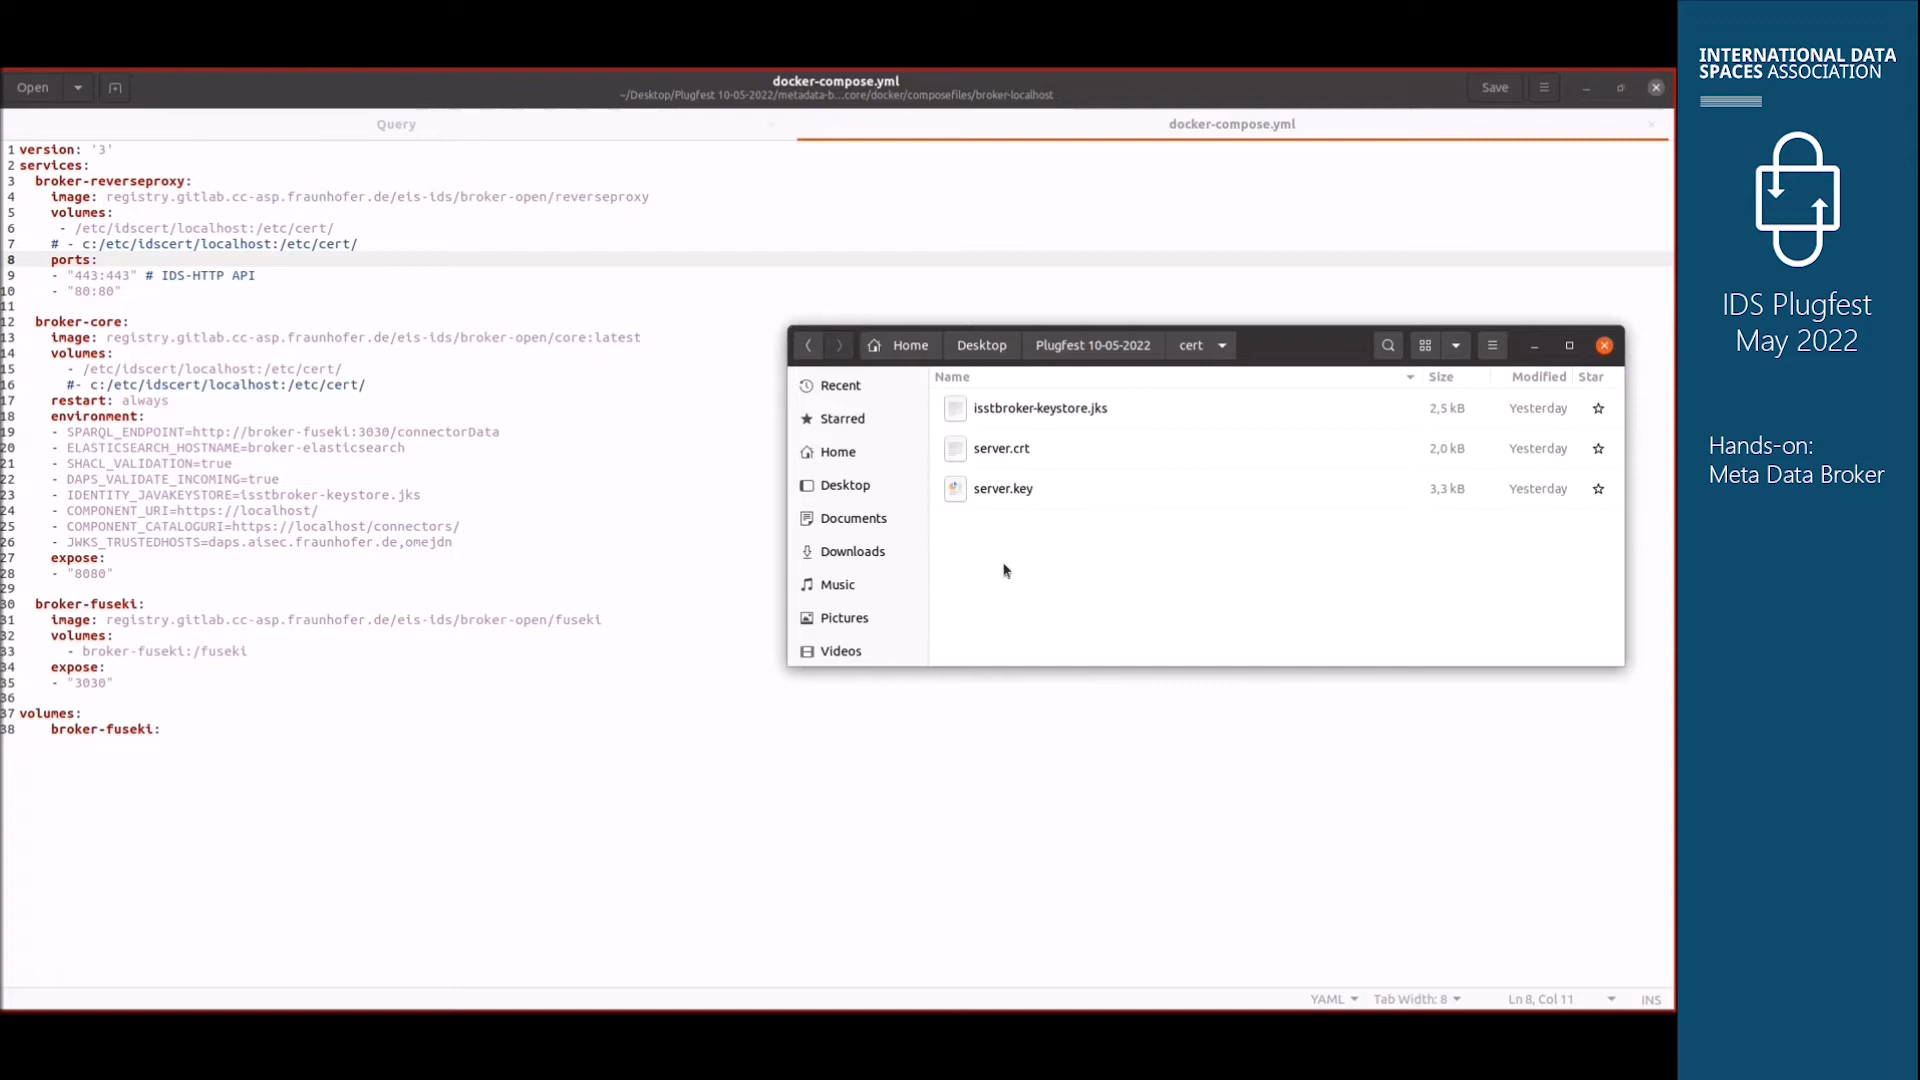 Open
docker-compose.yml
~/Desktop/Plugfest 10-05-2022/metadata-b...core/docker/composefiles/broker-localhost
Save
Query
docker-compose.yml
1 version: '3'
2 services:
3   broker-reverseproxy:
4     image: registry.gitlab.cc-asp.fraunhofer.de/eis-ids/broker-open/reverseproxy
5     volumes:
6      - /etc/idscert/localhost:/etc/cert/
7     # - c:/etc/idscert/localhost:/etc/cert/
8     ports:
9     - "443:443" # IDS-HTTP API
10     - "80:80"
11
12   broker-core:
13     image: registry.gitlab.cc-asp.fraunhofer.de/eis-ids/broker-open/core:latest
14     volumes:
15       - /etc/idscert/localhost:/etc/cert/
16       #- c:/etc/idscert/localhost:/etc/cert/
17     restart: always
18     environment:
19     - SPARQL_ENDPOINT=http://broker-fuseki:3030/connectorData
20     - ELASTICSEARCH_HOSTNAME=broker-elasticsearch
21     - SHACL_VALIDATION=true
22     - DAPS_VALIDATE_INCOMING=true
23     - IDENTITY_JAVAKEYSTORE=isstbroker-keystore.jks
24     - COMPONENT_URI=https://localhost/
25     - COMPONENT_CATALOGURI=https://localhost/connectors/
26     - JWKS_TRUSTEDHOSTS=daps.aisec.fraunhofer.de,omejdn
27     expose:
28     - "8080"
29
30   broker-fuseki:
31     image: registry.gitlab.cc-asp.fraunhofer.de/eis-ids/broker-open/fuseki
32     volumes:
33       - broker-fuseki:/fuseki
34     expose:
35     - "3030"
36
37 volumes:
38     broker-fuseki:
Home Desktop Plugfest 10-05-2022 cert
Name Size Modified Star
Recent
Starred
Home
Desktop
Documents
Downloads
Music
Pictures
Videos
isstbroker-keystore.jks 2,5 kB Yesterday
server.crt 2,0 kB Yesterday
server.key 3,3 kB Yesterday
YAML Tab Width: 8 Ln 8, Col 11 INS
INTERNATIONAL DATA
SPACES ASSOCIATION
IDS Plugfest
May 2022
Hands-on:
Meta Data Broker